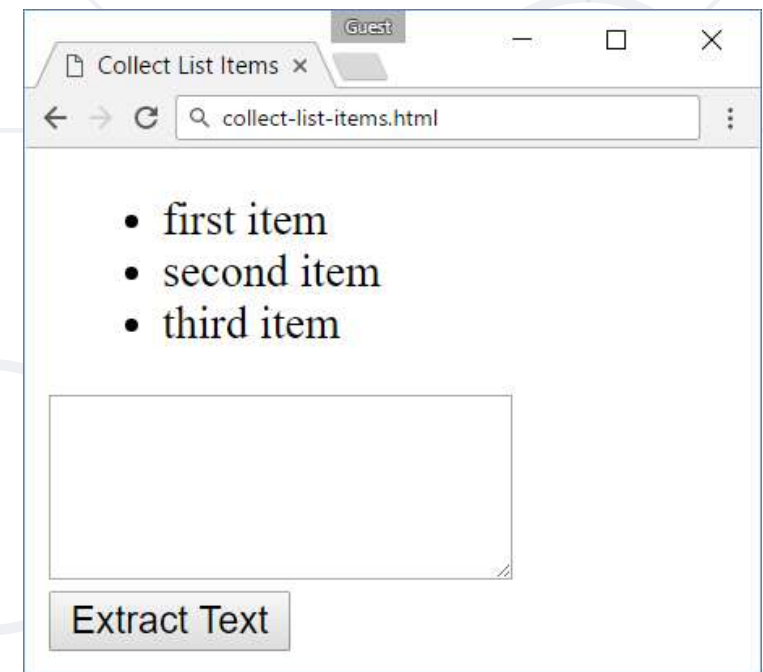 Guest
Collect List Items
collect-list-items.html
• first item
• second item
• third item
Extract Text